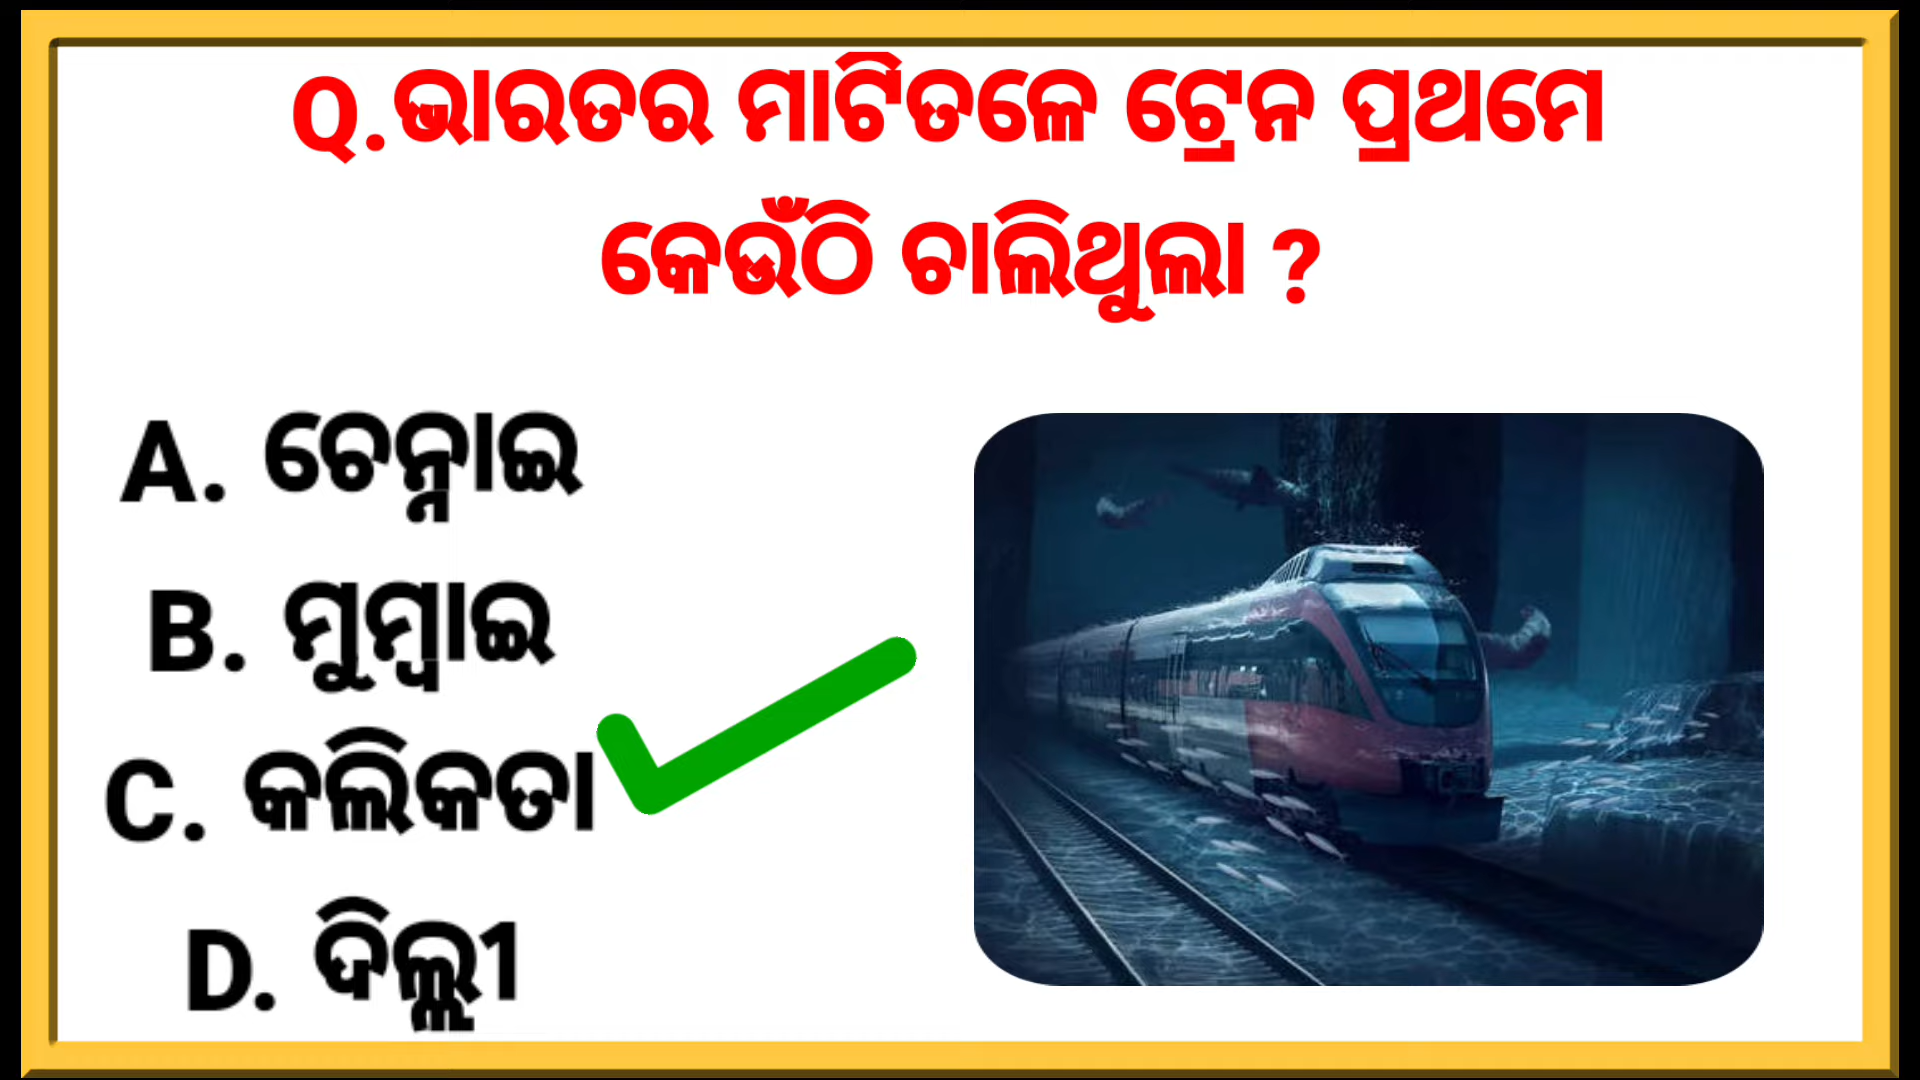 Q.ଭାରତର ମାଟିତଳେ ଟ୍ରେନ ପ୍ରଥମେ
କେଉଁଠି ଚାଲିଥୁଲା ?
A. ଚେନ୍ନାଇ
B. ମୁମ୍ବାଇ
C. କଲିକତା
D. ଦିଲ୍ଲୀ